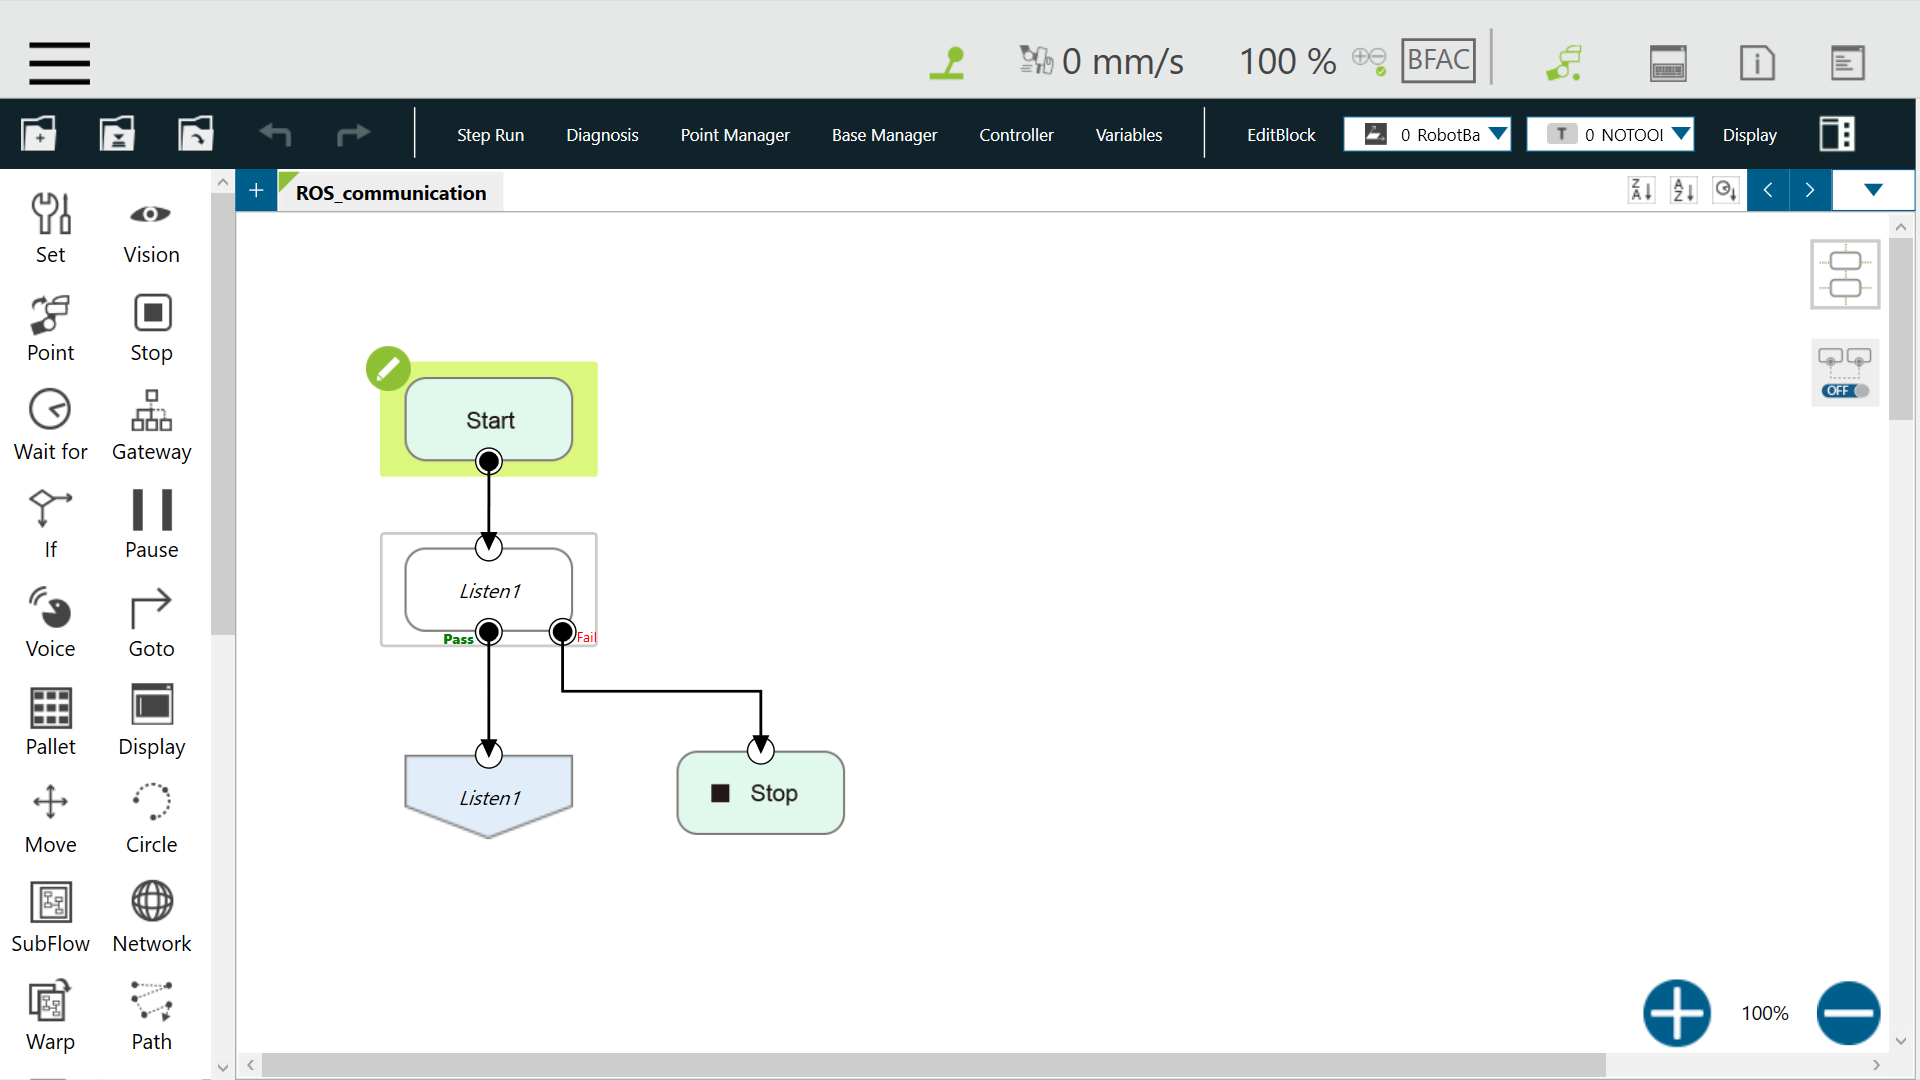 0 mm/s 100 % BFAC
Step Run Diagnosis Point Manager Base Manager Controller Variables EditBlock 0 RobotBa T 0 NOTOOl Display
+ ROS_communication
Set Vision
Point Stop
Wait for Gateway
If Pause
Voice Goto
Pallet Display
Move Circle
SubFlow Network
Warp Path
Start
Listen1
Pass Fail
Listen1
Stop
Z A
A Z
OFF
100%